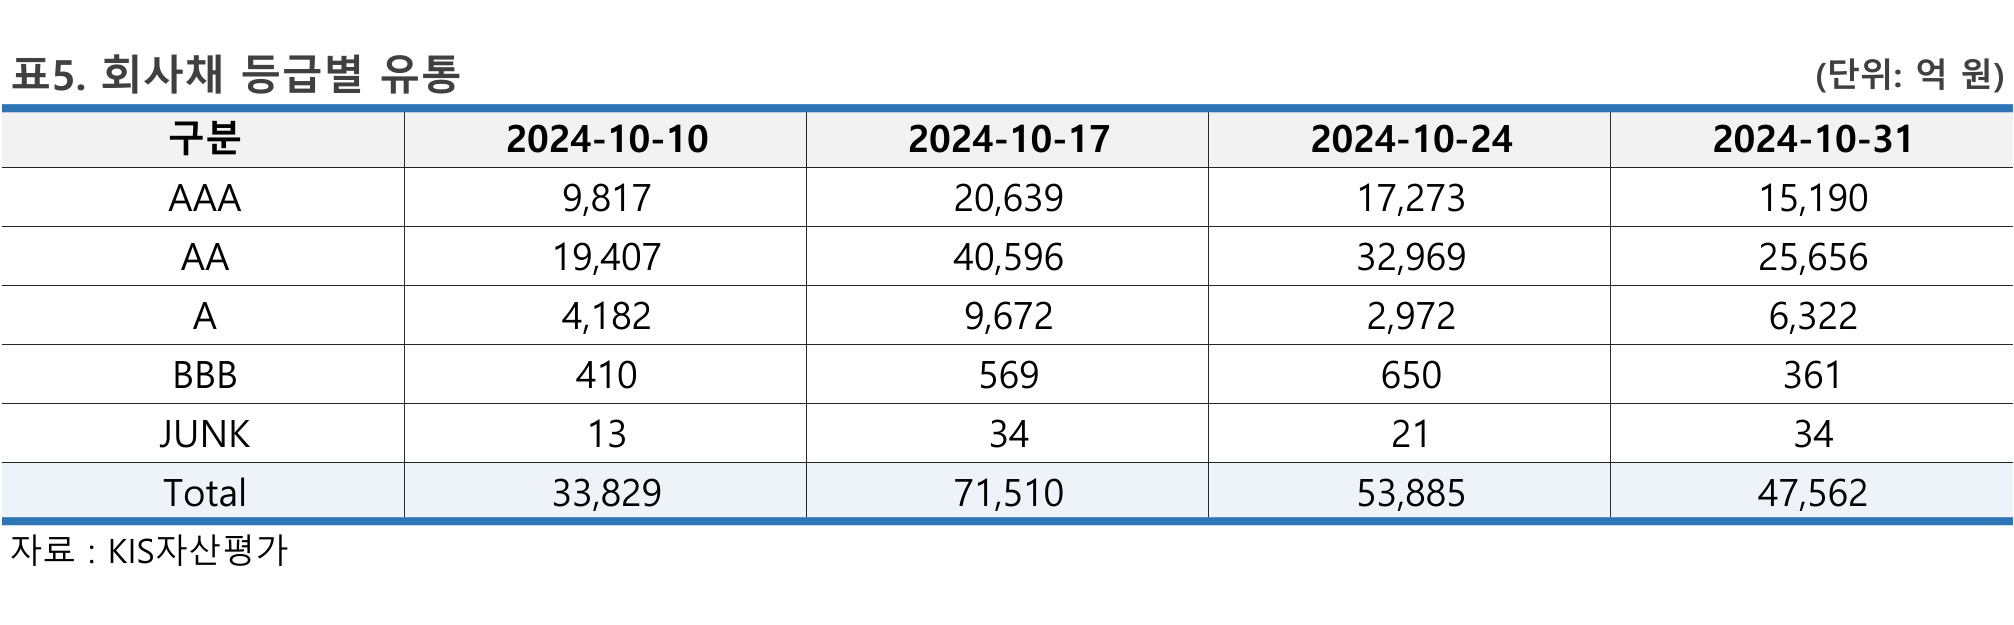 표5. 회사채 등급별 유통 (단위: 억 원)
구분 2024-10-10 2024-10-17 2024-10-24 2024-10-31
AAA 9,817 20,639 17,273 15,190
AA 19,407 40,596 32,969 25,656
A 4,182 9,672 2,972 6,322
BBB 410 569 650 361
JUNK 13 34 21 34
Total 33,829 71,510 53,885 47,562
자료 : KIS자산평가